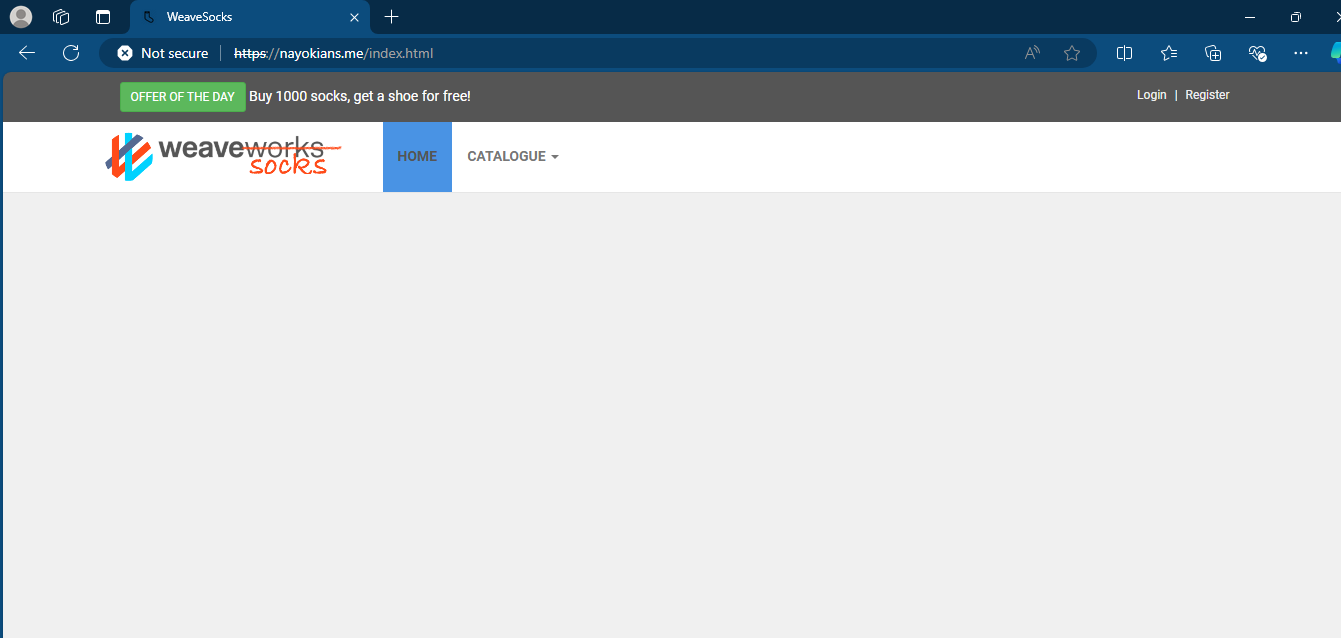 WeaveSocks
Not secure https://nayokians.me/index.html
OFFER OF THE DAY Buy 1000 socks, get a shoe for free! Login | Register
weaveworks HOME CATALOGUE
socks